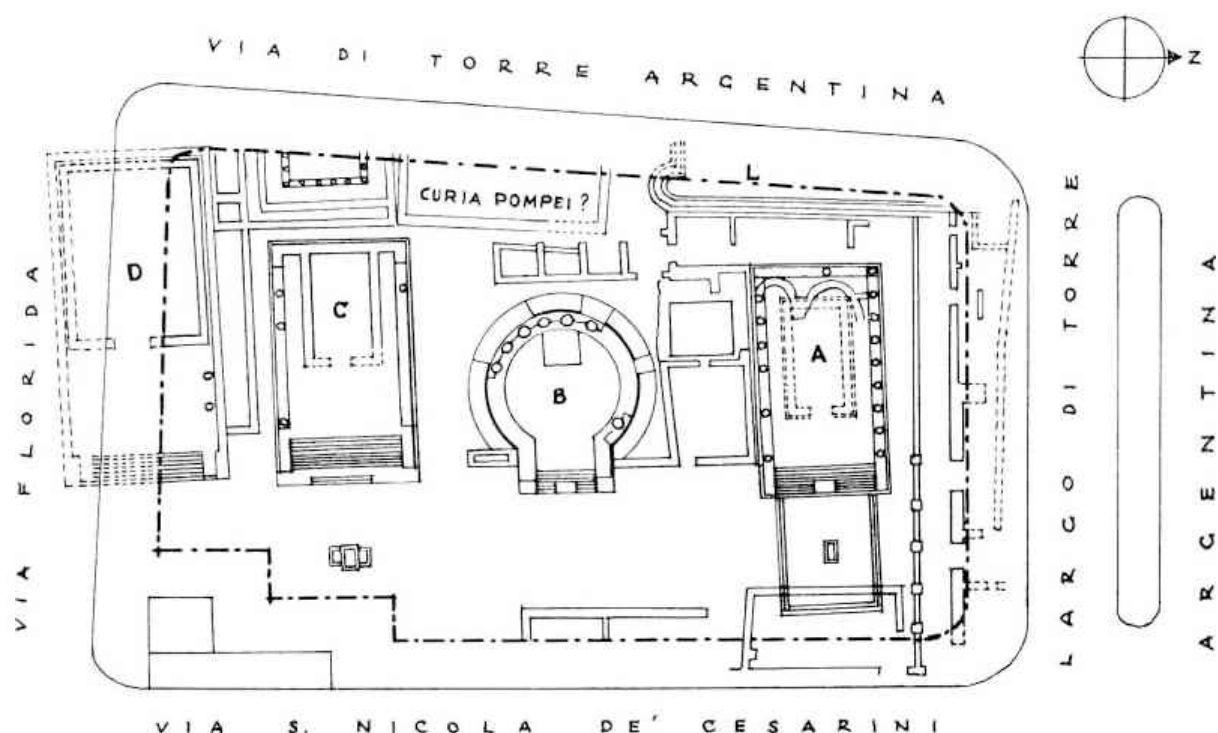 VIA DI TORRE ARGENTINA
N
L
CURIA POMPEI?
D
C
B
A
VIA FLORIDA
LARGO DI TORRE
ARGENTINA
VIA S. NICOLA DE' CESARINI